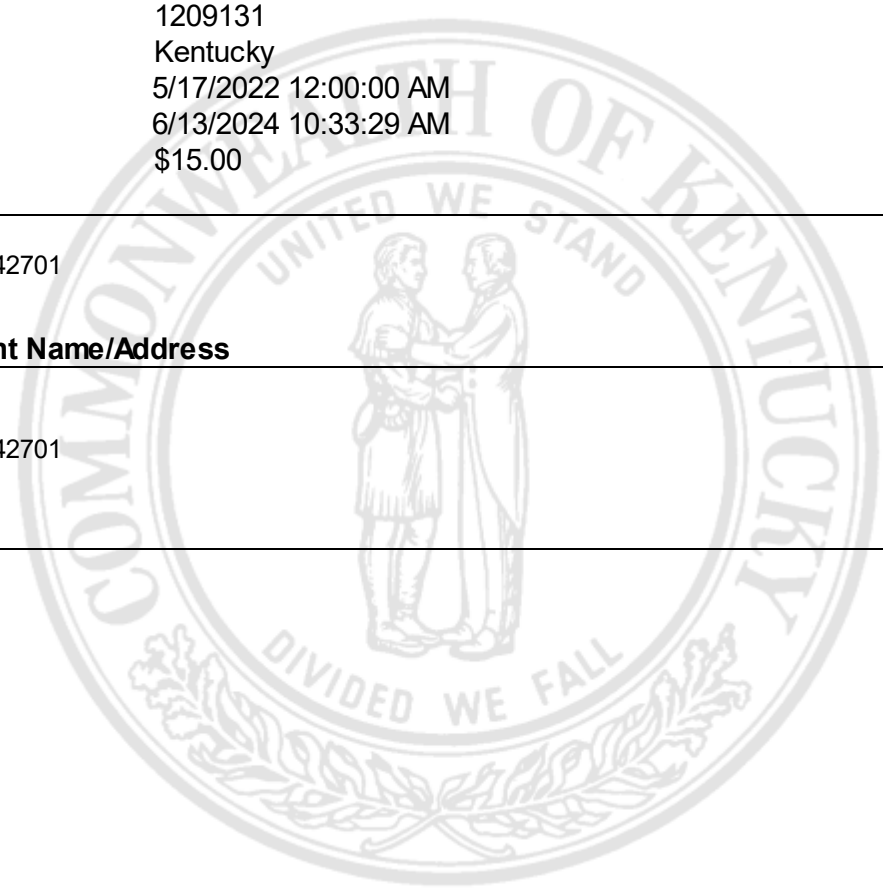 1209131
Kentucky
5/17/2022 12:00:00 AM
6/13/2024 10:33:29 AM
$15.00
42701
nt Name/Address
42701
COMMONWEALTH OF KENTUCKY
UNITED WE STAND
DIVIDED WE FALL